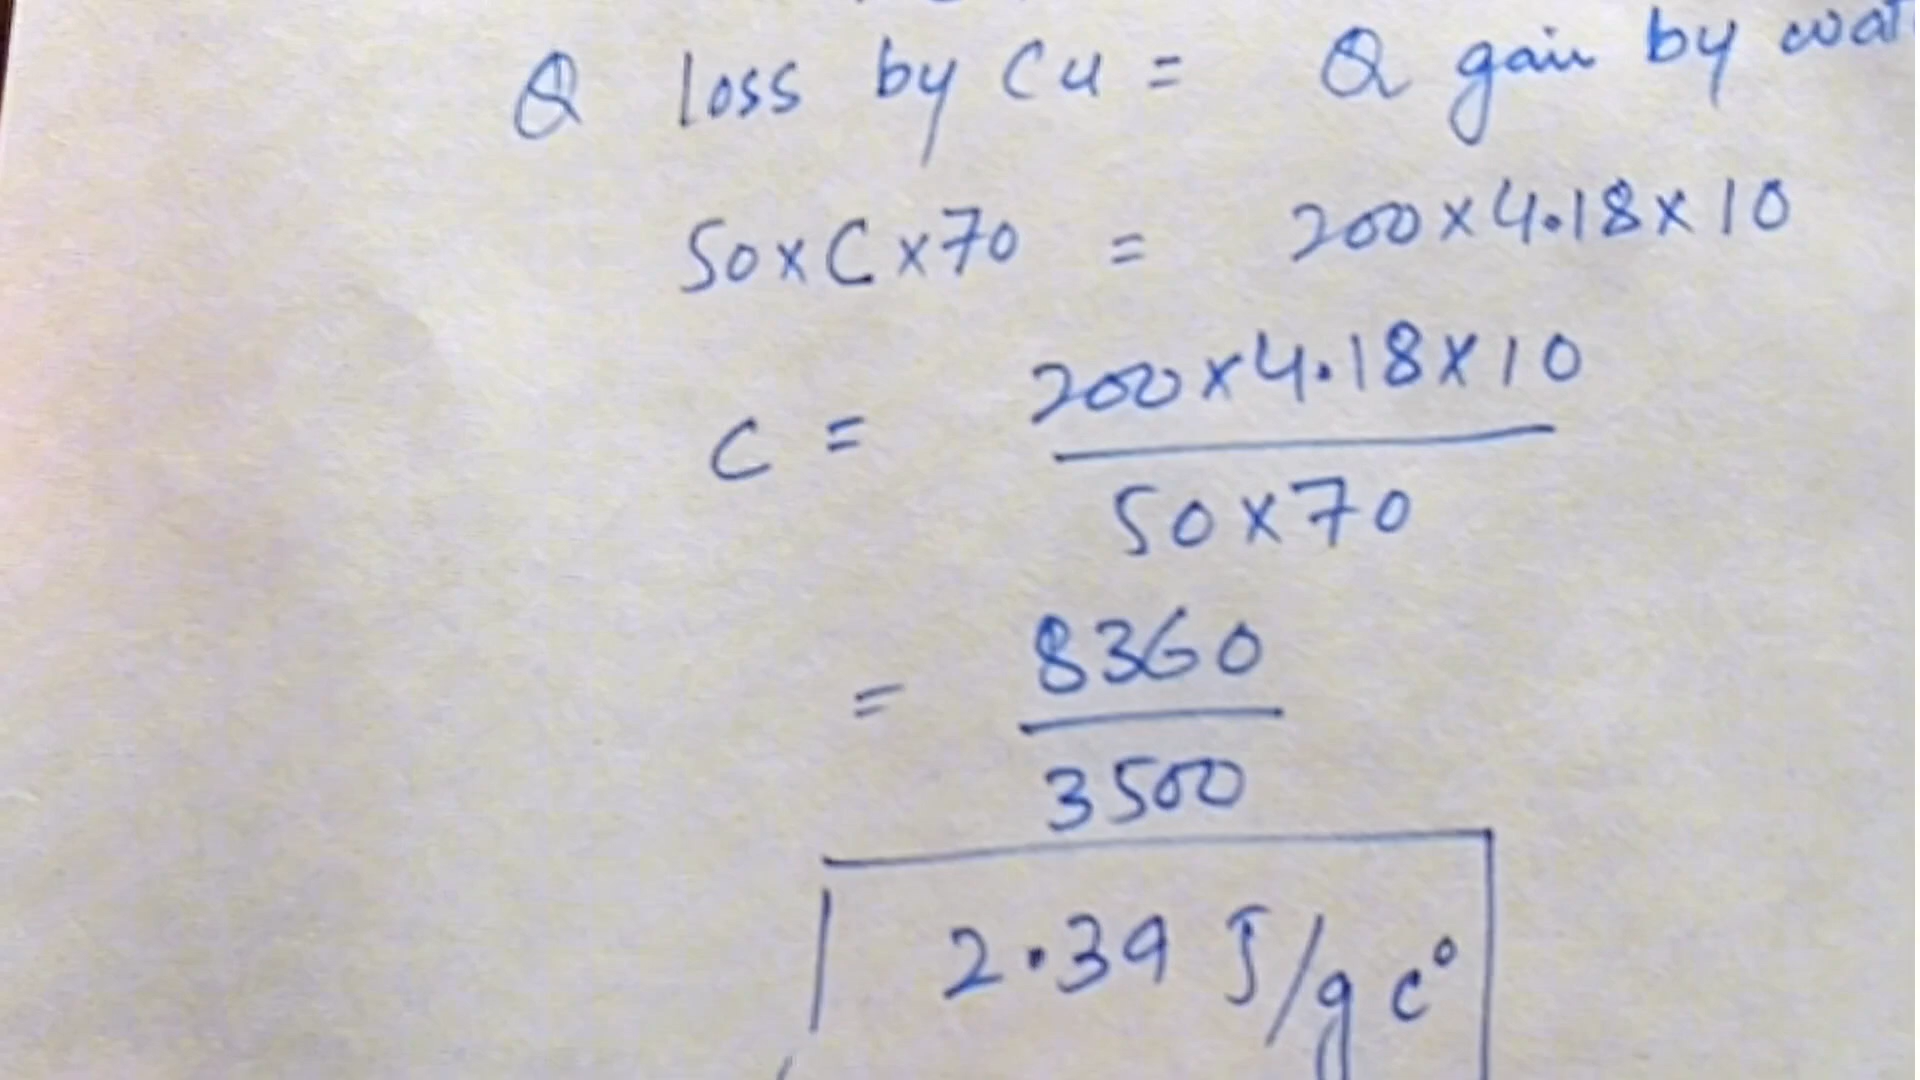 Q loss by Cu = Q gain by
50 x C x 70 = 200 x 4.18 x 10
C = 200 x 4.18 x 10
50 x 70
= 8360
3500
2.39 J/g c°